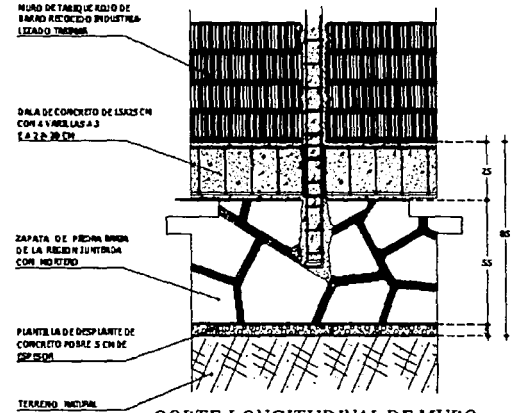 MURO DE TABIQUE ROJO DE
BARRO RECOCIDO INDUSTRIA-
LIZADO
DALA DE CONCRETO DE 15X25 CM
CON 4 VARILLAS # 3
20 CM
ZAPATA DE PIEDRA BRAZA
DE LA REGION JUNTEADA
CON MORTERO
PLANTILLA DE DESPLANTE DE
CONCRETO POBRE 5 CM DE
ESPESOR
TERRENO NATURAL
25
55
85
CORTE LONGITUDINAL DE MURO